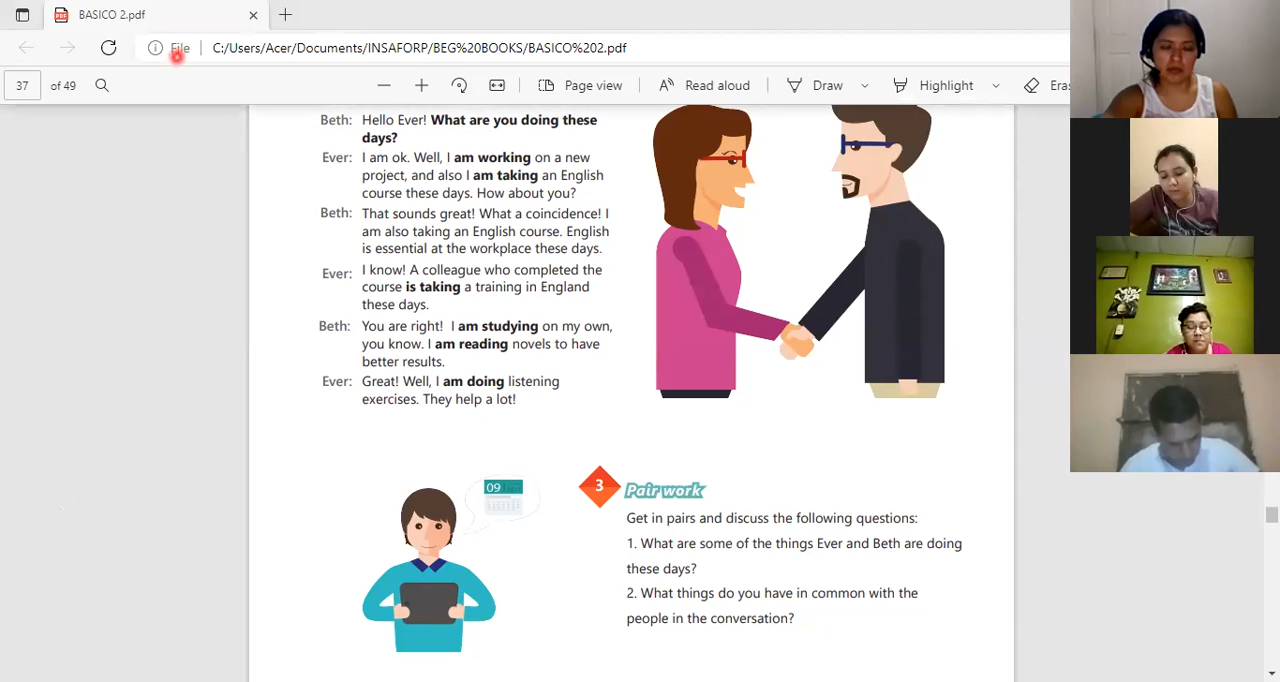 BASICO 2.pdf
File
C:/Users/Acer/Documents/INSAFORP/BEG%20BOOKS/BASICO%202.pdf
37 of 49
Page view
Read aloud
Draw
Highlight
Eras
Beth: Hello Ever! What are you doing these
days?
Ever: I am ok. Well, I am working on a new
project, and also I am taking an English
course these days. How about you?
Beth: That sounds great! What a coincidence! I
am also taking an English course. English
is essential at the workplace these days.
Ever: I know! A colleague who completed the
course is taking a training in England
these days.
Beth: You are right! I am studying on my own,
you know. I am reading novels to have
better results.
Ever: Great! Well, I am doing listening
exercises. They help a lot!
09
3 Pair work
Get in pairs and discuss the following questions:
1. What are some of the things Ever and Beth are doing
these days?
2. What things do you have in common with the
people in the conversation?